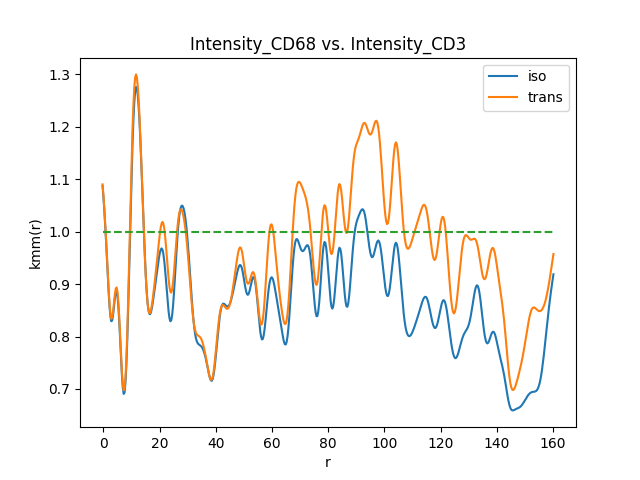 Intensity_CD68 vs. Intensity_CD3
iso
trans
1.3
1.2
1.1
1.0
0.9
0.8
0.7
kmm(r)
0 20 40 60 80 100 120 140 160
r